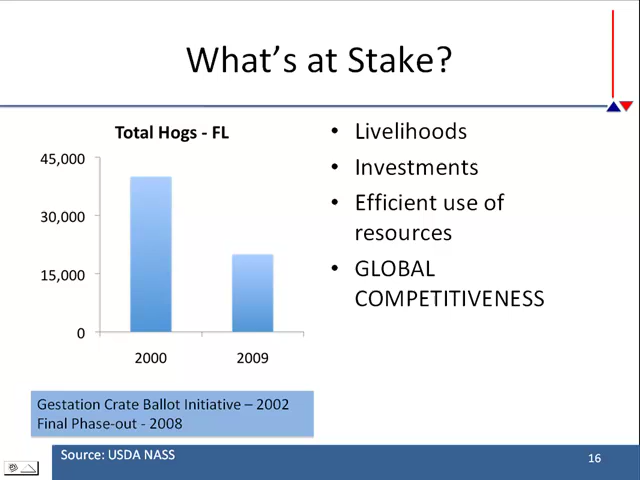 What's at Stake?
Total Hogs - FL
45,000
30,000
15,000
0
2000 2009
Gestation Crate Ballot Initiative – 2002
Final Phase-out - 2008
• Livelihoods
• Investments
• Efficient use of
resources
• GLOBAL
COMPETITIVENESS
Source: USDA NASS
16